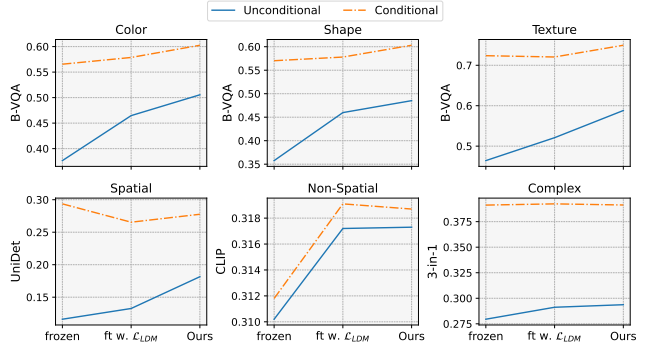 Unconditional Conditional
Color Shape Texture
B-VQA 0.60 0.55 0.50 0.45 0.40
B-VQA 0.60 0.55 0.50 0.45 0.40 0.35
B-VQA 0.7 0.6 0.5
Spatial Non-Spatial Complex
UniDet 0.30 0.25 0.20 0.15
CLIP 0.318 0.316 0.314 0.312 0.310
3-in-1 0.375 0.350 0.325 0.300 0.275
frozen ft w. ℒ_LDM Ours frozen ft w. ℒ_LDM Ours frozen ft w. ℒ_LDM Ours